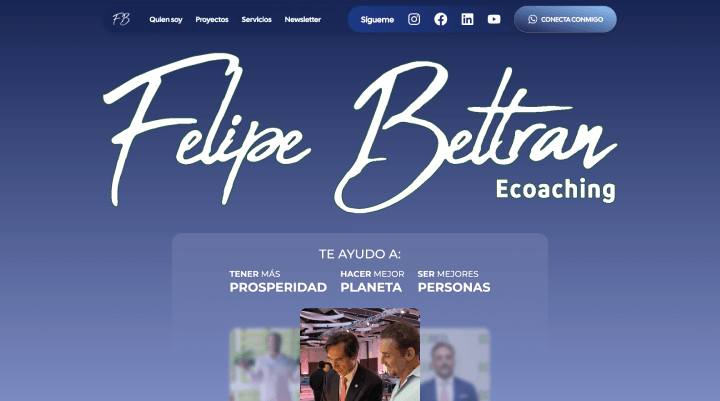 FB Quien soy Proyectos Servicios Newsletter Sígueme CONECTA CONMIGO
Felipe Beltran
Ecoaching
TE AYUDO A:
TENER MÁS
PROSPERIDAD
HACER MEJOR
PLANETA
SER MEJORES
PERSONAS